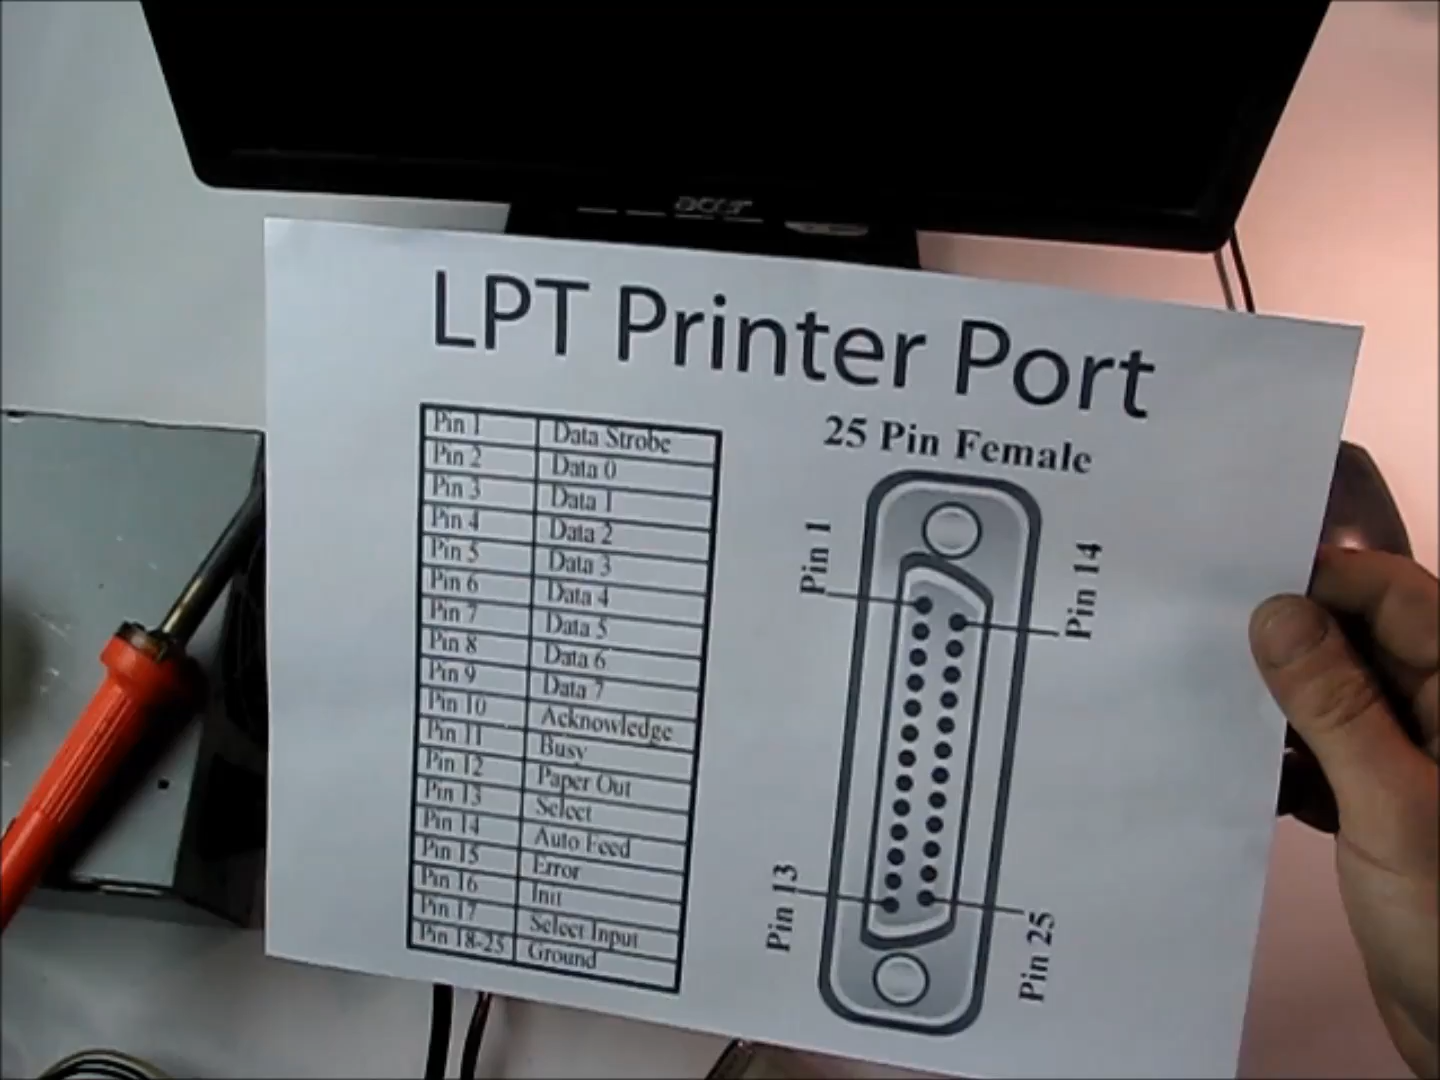 acer
LPT Printer Port
25 Pin Female
Pin 1 Data Strobe
Pin 2 Data 0
Pin 3 Data 1
Pin 4 Data 2
Pin 5 Data 3
Pin 6 Data 4
Pin 7 Data 5
Pin 8 Data 6
Pin 9 Data 7
Pin 10 Acknowledge
Pin 11 Busy
Pin 12 Paper Out
Pin 13 Select
Pin 14 Auto Feed
Pin 15 Error
Pin 16 Init
Pin 17 Select Input
Pin 18-25 Ground
Pin 1
Pin 14
Pin 13
Pin 25